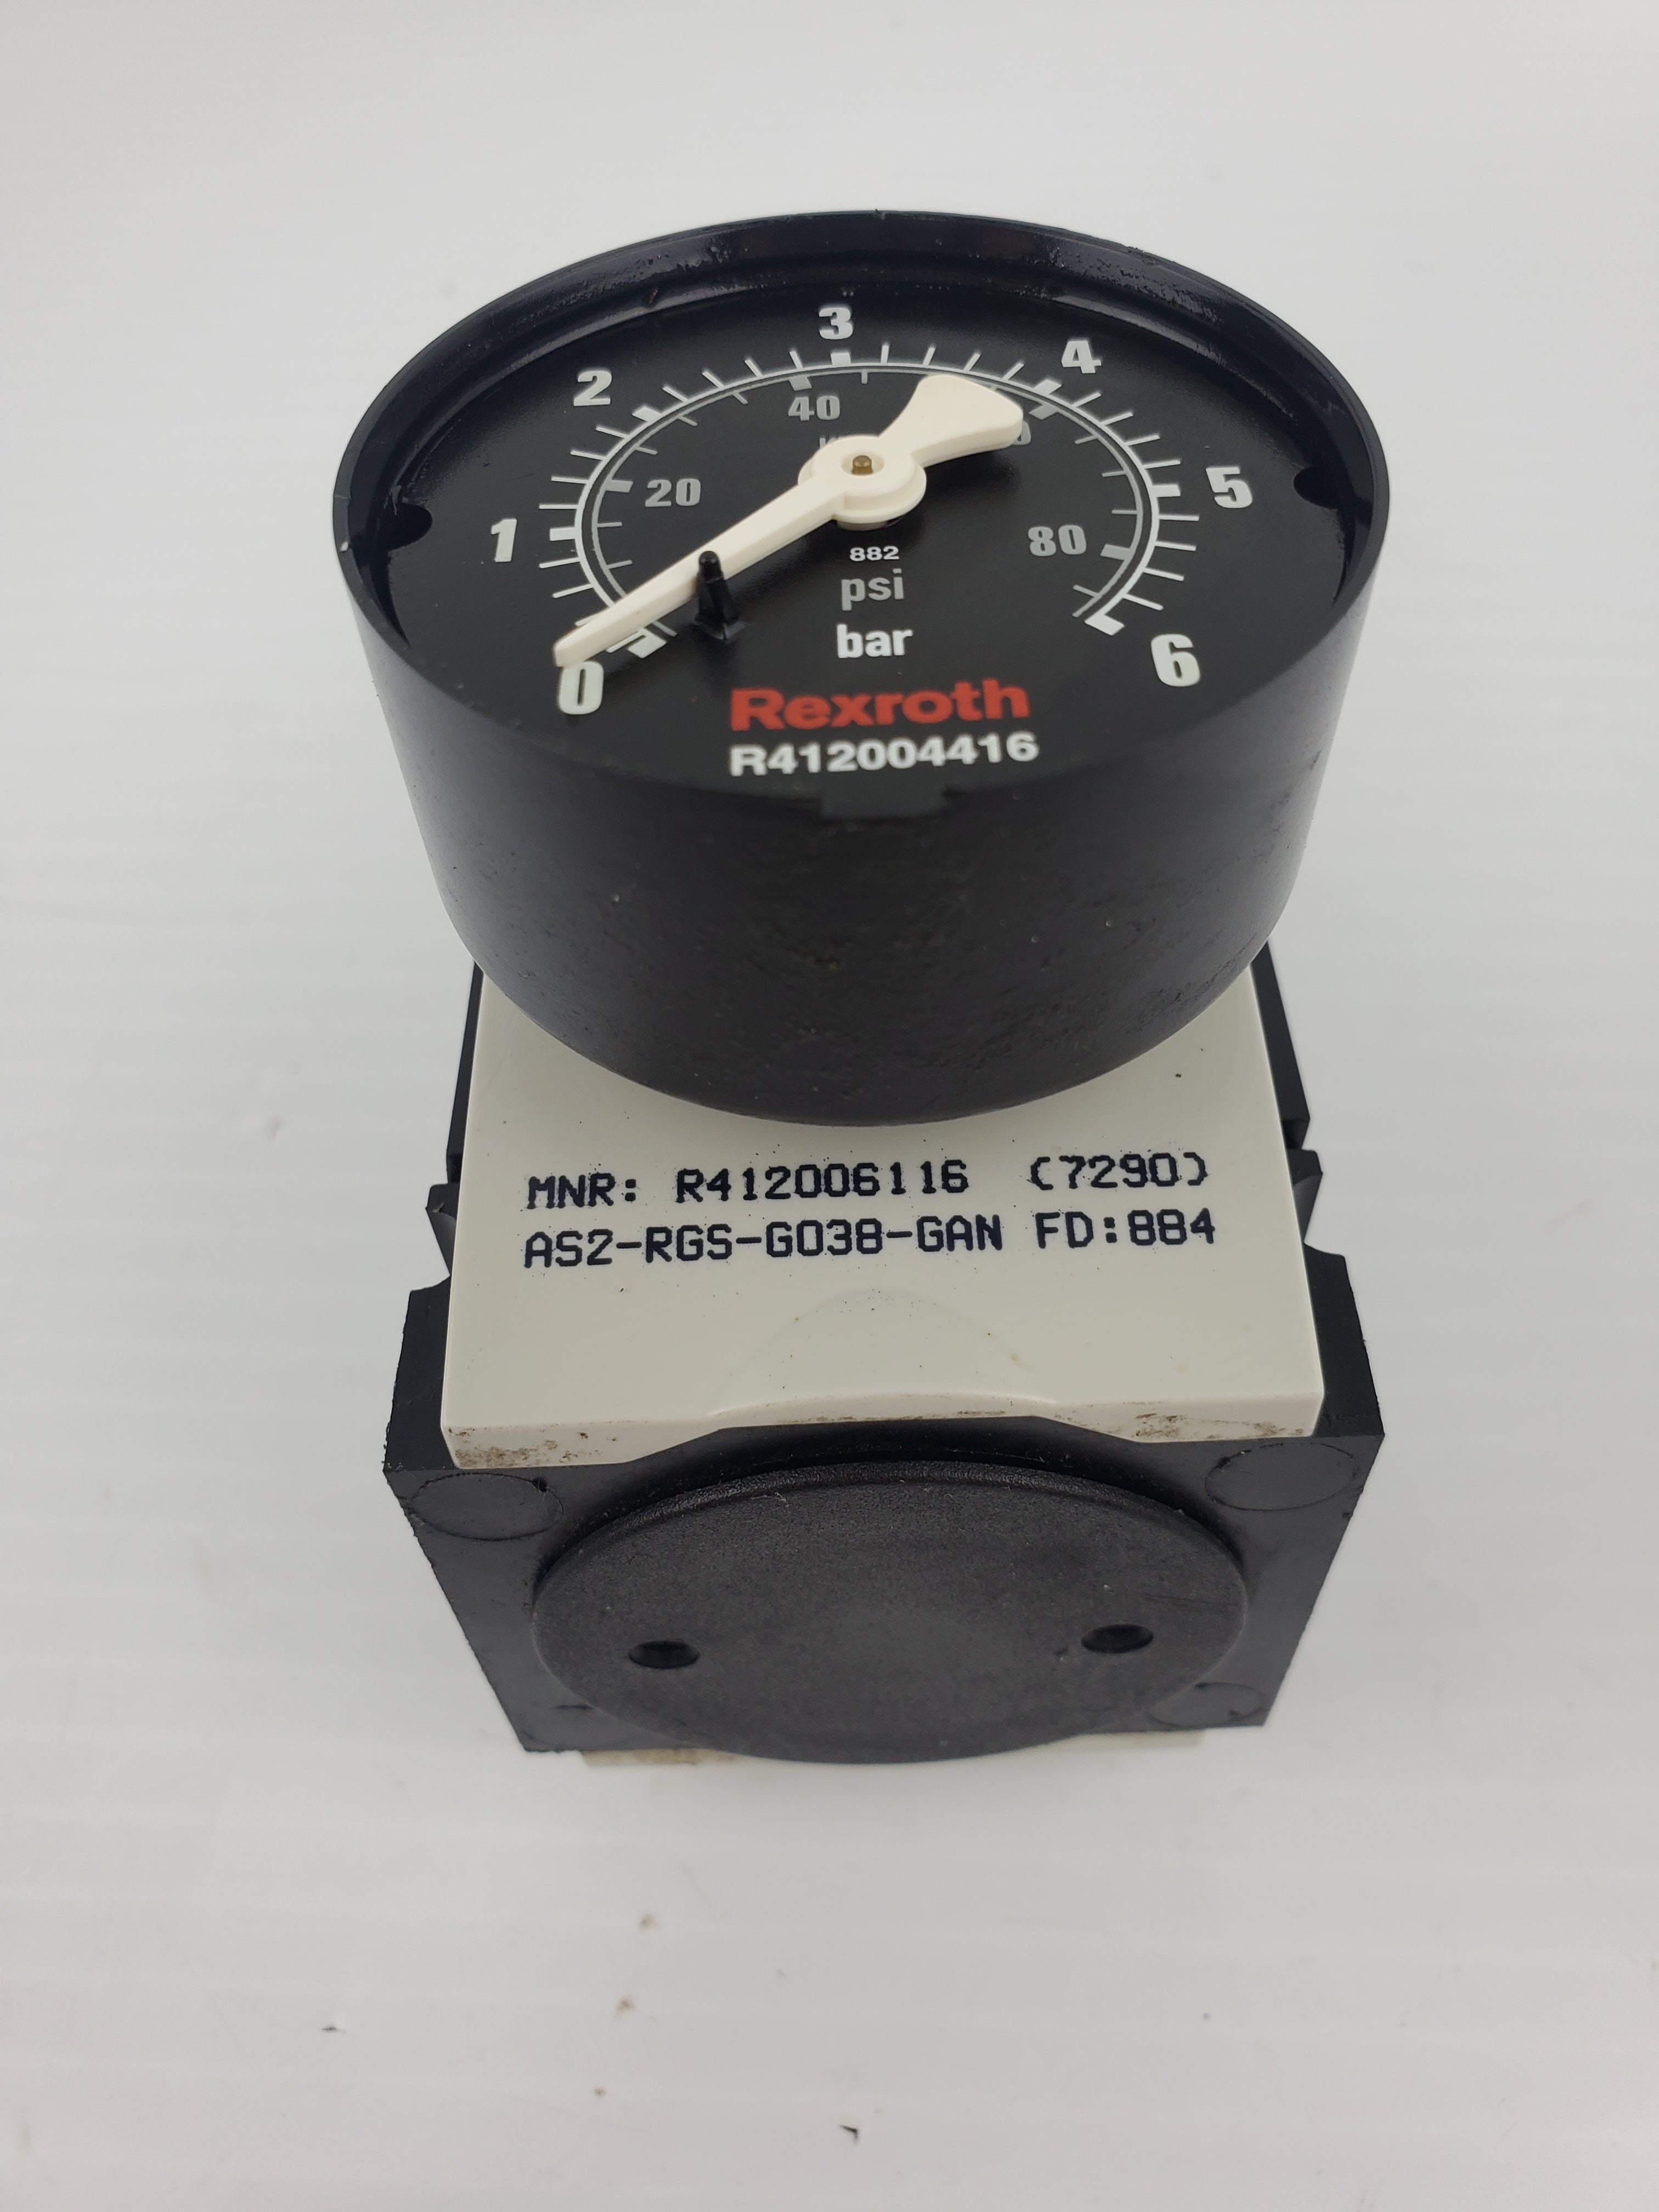 3
2
4
40
20
5
1
80
882
psi
bar
0
6
Rexroth
R412004416
MNR: R412006116 (7290)
AS2-RGS-G038-GAN FD:884